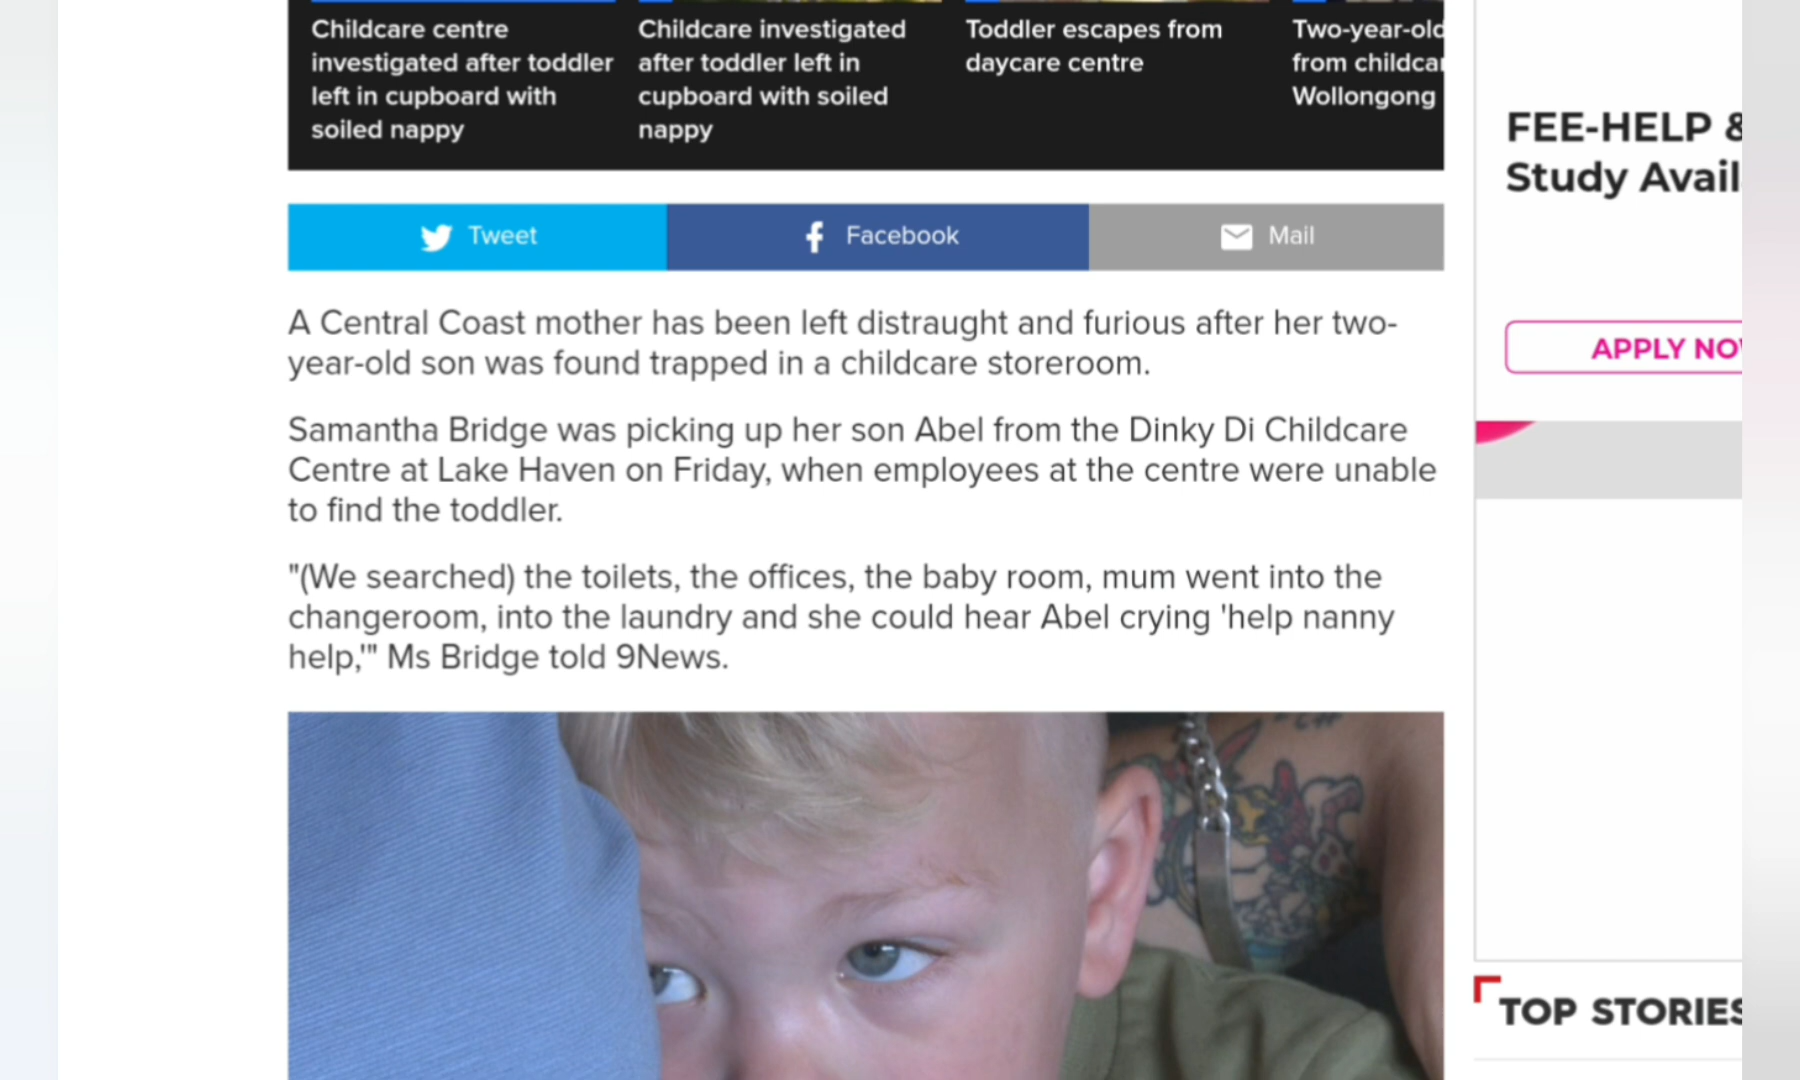 Childcare centre
investigated after toddler
left in cupboard with
soiled nappy
Childcare investigated
after toddler left in
cupboard with soiled
nappy
Toddler escapes from
daycare centre
Two-year-old
from
Wollongong
FEE-HELP &
Study
APPLY
Tweet
Facebook
Mail
A Central Coast mother has been left distraught and furious after her two-
year-old son was found trapped in a childcare storeroom.
Samantha Bridge was picking up her son Abel from the Dinky Di Childcare
Centre at Lake Haven on Friday, when employees at the centre were unable
to find the toddler.
"(We searched) the toilets, the offices, the baby room, mum went into the
changeroom, into the laundry and she could hear Abel crying 'help nanny
help,'" Ms Bridge told 9News.
TOP STORIES